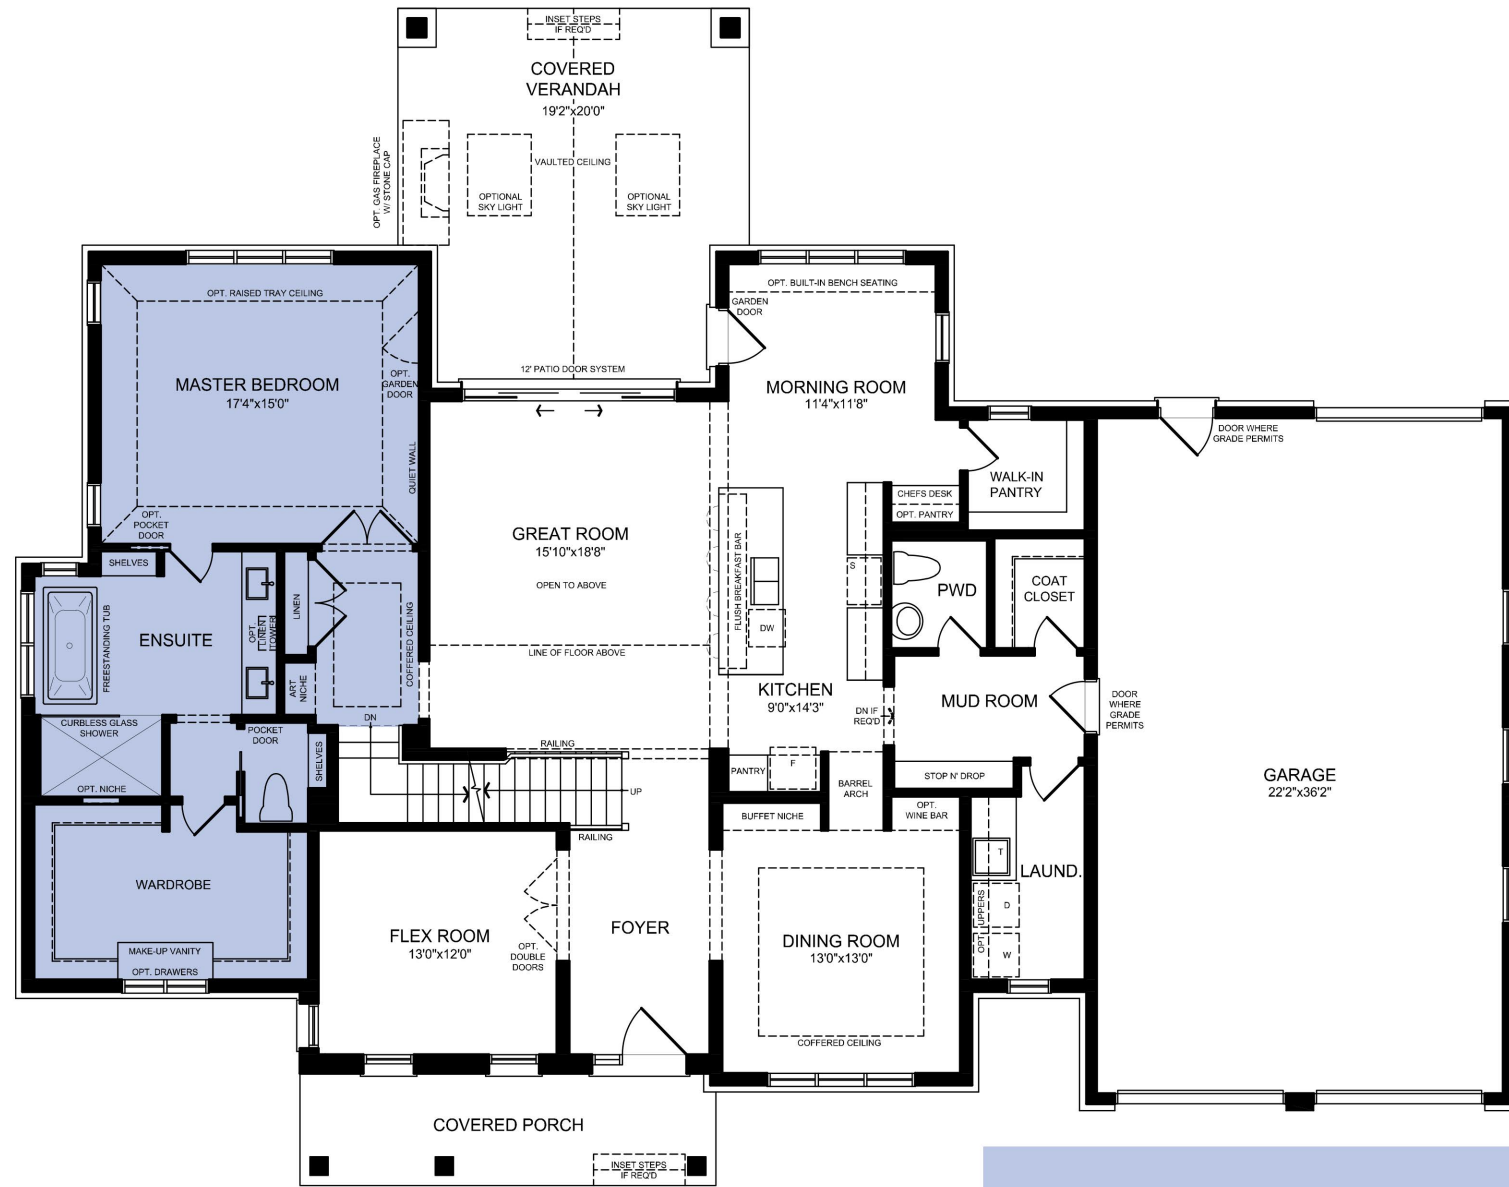 INSET STEPS
IF REQ'D
COVERED
VERANDAH
19'2"x20'0"
OPT. GAS FIREPLACE
W/ STONE CAP
VAULTED CEILING
OPTIONAL
SKY LIGHT
OPTIONAL
SKY LIGHT
12' PATIO DOOR SYSTEM
OPT. RAISED TRAY CEILING
MASTER BEDROOM
17'4"x15'0"
OPT.
GARDEN
DOOR
QUIET WALL
OPT.
POCKET
DOOR
OPT. BUILT-IN BENCH SEATING
GARDEN
DOOR
MORNING ROOM
11'4"x11'8"
DOOR WHERE
GRADE PERMITS
WALK-IN
PANTRY
CHEFS DESK
OPT. PANTRY
GREAT ROOM
15'10"x18'8"
OPEN TO ABOVE
LINE OF FLOOR ABOVE
FLUSH BREAKFAST BAR
DW
S
KITCHEN
9'0"x14'3"
PWD
COAT
CLOSET
SHELVES
ENSUITE
FREESTANDING TUB
OPT.
LINEN
TOWER
LINEN
COFFERED CEILING
ART
NICHE
DN
CURBLESS GLASS
SHOWER
OPT. NICHE
POCKET
DOOR
SHELVES
RAILING
UP
RAILING
MUD ROOM
DN IF
REQ'D
DOOR
WHERE
GRADE
PERMITS
STOP N' DROP
GARAGE
22'2"x36'2"
PANTRY
F
BARREL
ARCH
BUFFET NICHE
OPT.
WINE BAR
T
LAUND.
OPT. UPPERS
D
W
WARDROBE
MAKE-UP VANITY
OPT. DRAWERS
FLEX ROOM
13'0"x12'0"
OPT.
DOUBLE
DOORS
FOYER
DINING ROOM
13'0"x13'0"
COFFERED CEILING
COVERED PORCH
INSET STEPS
IF REQ'D